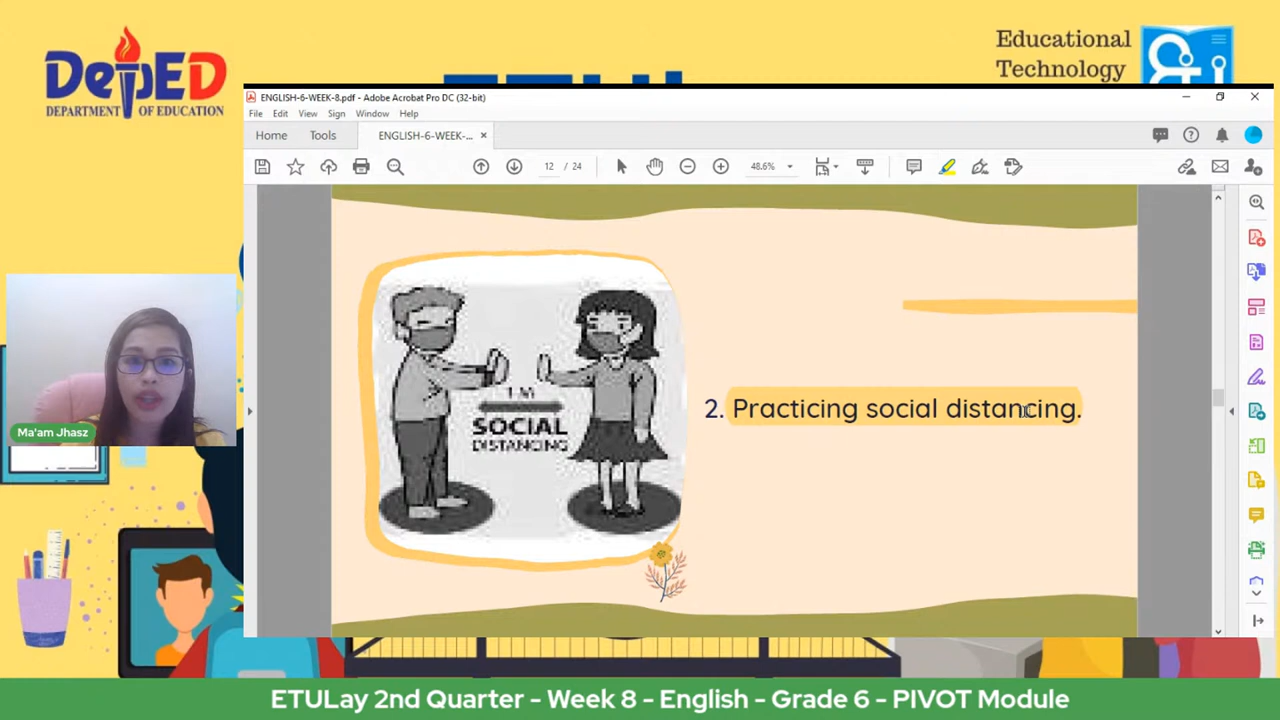 DepED
DEPARTMENT OF EDUCATION
Educational
Technology
ENGLISH-6-WEEK-8.pdf - Adobe Acrobat Pro DC (32-bit)
File Edit View Sign Window Help
Home Tools ENGLISH-6-WEEK-...
12 / 24 48.6%
I AM
SOCIAL
DISTANCING
2. Practicing social distancing.
Ma'am Jhasz
ETULay 2nd Quarter - Week 8 - English - Grade 6 - PIVOT Module